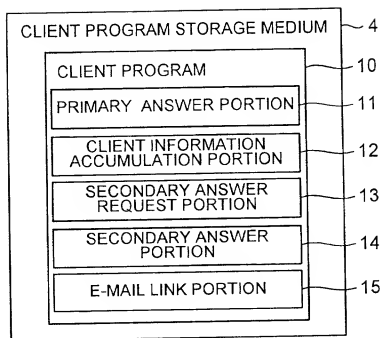 CLIENT PROGRAM STORAGE MEDIUM 4
CLIENT PROGRAM 10
PRIMARY ANSWER PORTION 11
CLIENT INFORMATION
ACCUMULATION PORTION 12
SECONDARY ANSWER
REQUEST PORTION 13
SECONDARY ANSWER
PORTION 14
E-MAIL LINK PORTION 15